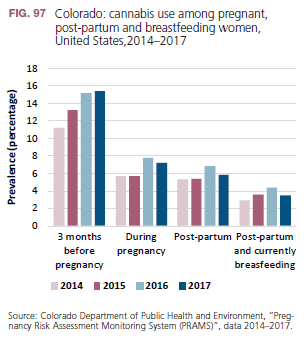 FIG. 97 Colorado: cannabis use among pregnant,
post-partum and breastfeeding women,
United States,2014–2017
Prevalence (percentage)
18
16
14
12
10
8
6
4
2
0
3 months
before
pregnancy
During
pregnancy
Post-partum
Post-partum
and currently
breasfeeding
2014 2015 2016 2017
Source: Colorado Department of Public Health and Environment, “Preg-
nancy Risk Assessment Monitoring System (PRAMS)”, data 2014–2017.